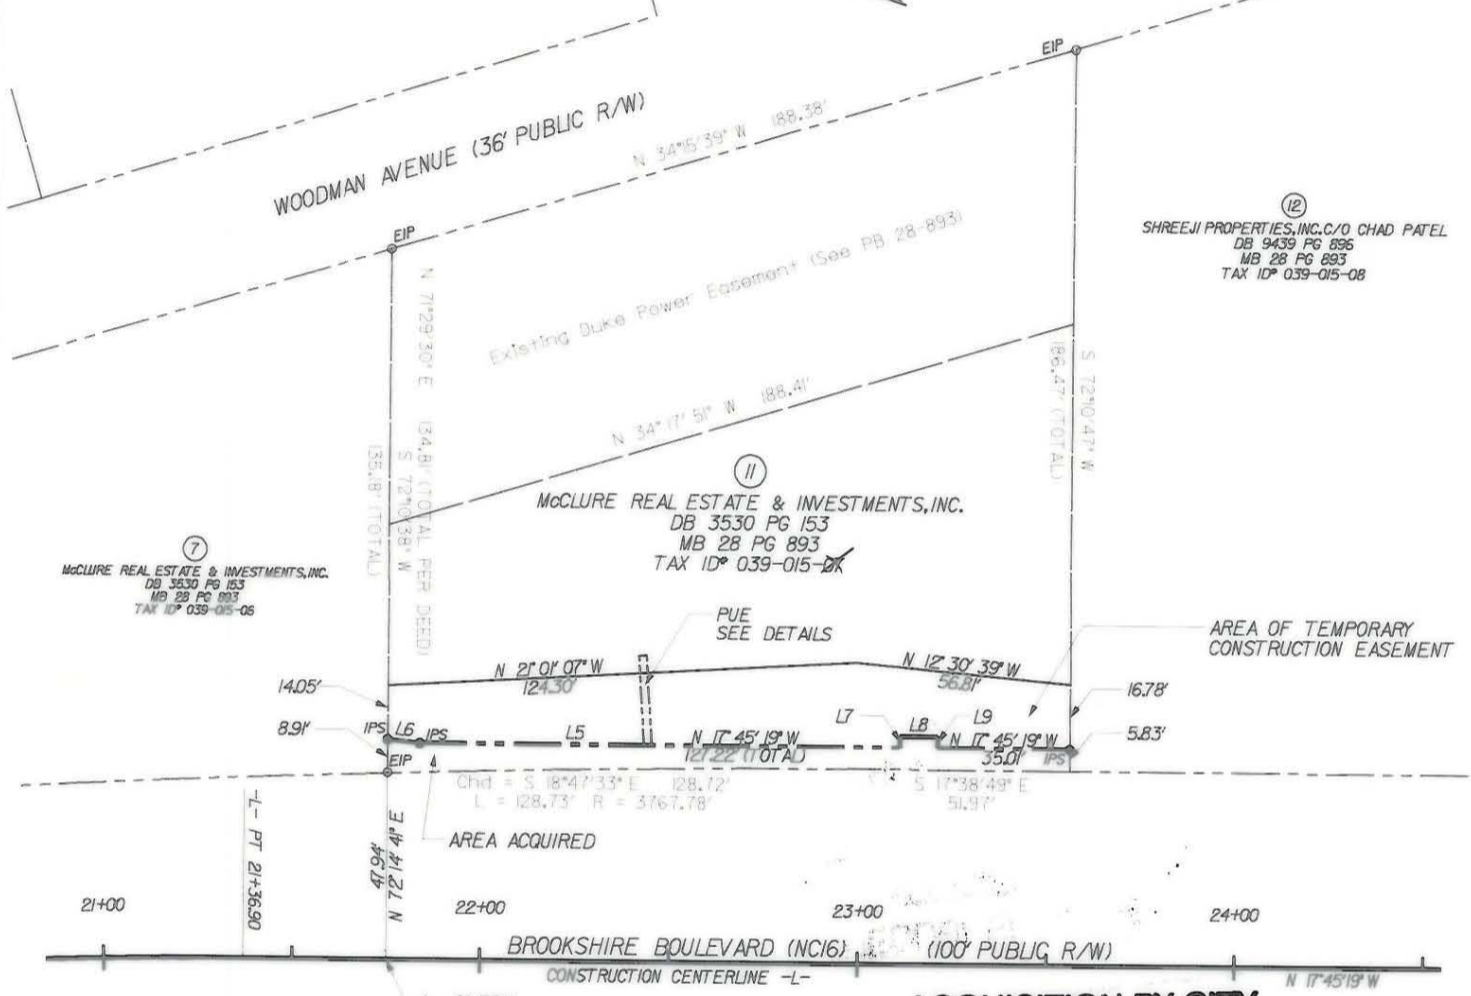 EIP
WOODMAN AVENUE (36' PUBLIC R/W)
N 34°15'39" W 188.38'
EIP
12
SHREEJI PROPERTIES,INC.C/O CHAD PATEL
DB 9439 PG 896
MB 28 PG 893
TAX ID# 039-015-08
Existing Duke Power Easement (See PB 28-893)
N 71°29'30" E 134.81' (TOTAL PER DEED)
S 72°10'38" W
135.18' (TOTAL)
S 72°10'47" W
186.47' (TOTAL)
N 34°17'51" W 188.41'
11
McCLURE REAL ESTATE & INVESTMENTS,INC.
DB 3530 PG 153
MB 28 PG 893
TAX ID# 039-015-
7
McCLURE REAL ESTATE & INVESTMENTS,INC.
DB 3530 PG 153
MB 28 PG 893
TAX ID# 039-015-06
PUE
SEE DETAILS
AREA OF TEMPORARY
CONSTRUCTION EASEMENT
N 21°01'07" W
124.30'
N 12°30'39" W
56.81'
14.05'
16.78'
8.91'
IPS
L6
IPS
L5
N 17°45'19" W
127.22' (TOTAL)
L7
L8
L9
N 17°45'19" W
35.01'
IPS
5.83'
EIP
Chd = S 18°47'33" E 128.72'
L = 128.73' R = 3767.78'
S 17°38'49" E
51.97'
AREA ACQUIRED
-L- PT 21+36.90
47.94'
N 72°14'41" E
21+00
22+00
23+00
24+00
BROOKSHIRE BOULEVARD (NC16) (100' PUBLIC R/W)
CONSTRUCTION CENTERLINE -L-
N 17°45'19" W